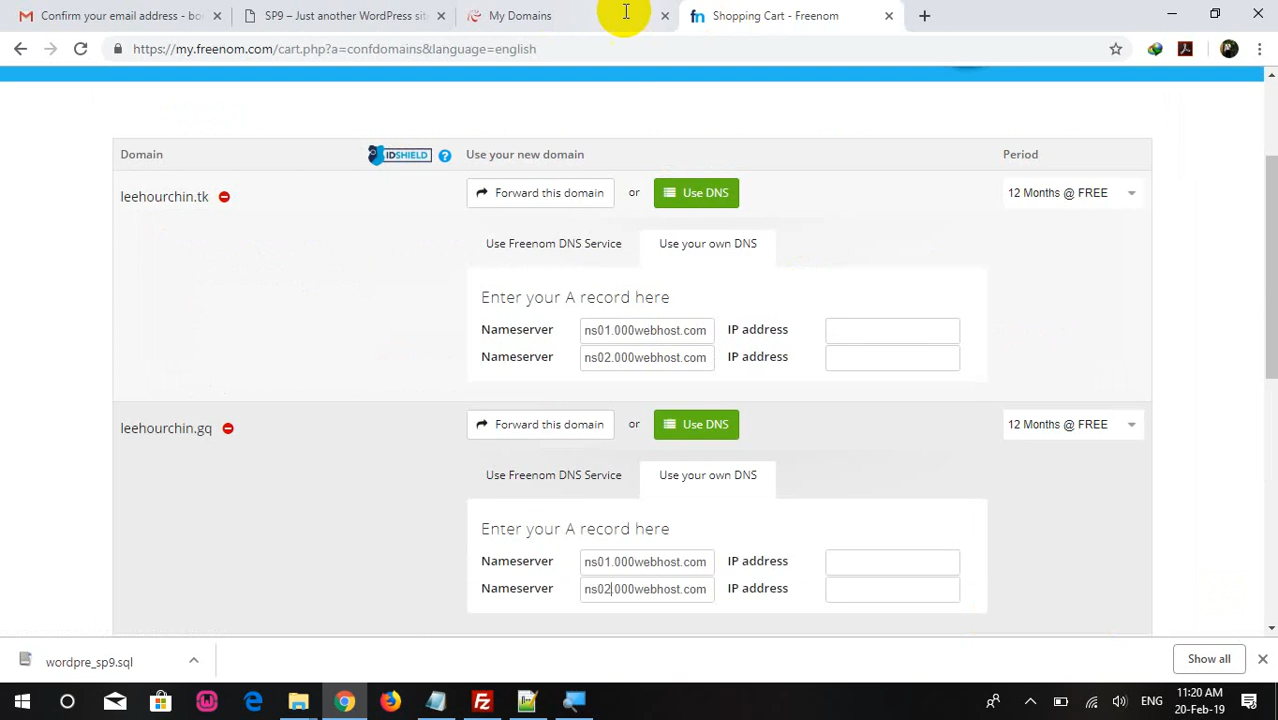 Confirm your email address - bo
SP9 – Just another WordPress sit
My Domains
fn Shopping Cart - Freenom
https://my.freenom.com/cart.php?a=confdomains&language=english
Domain
IDSHIELD ?
Use your new domain
Period
leehourchin.tk
Forward this domain or Use DNS
12 Months @ FREE
Use Freenom DNS Service
Use your own DNS
Enter your A record here
Nameserver ns01.000webhost.com IP address
Nameserver ns02.000webhost.com IP address
leehourchin.gq
Forward this domain or Use DNS
12 Months @ FREE
Use Freenom DNS Service
Use your own DNS
Enter your A record here
Nameserver ns01.000webhost.com IP address
Nameserver ns02.000webhost.com IP address
wordpre_sp9.sql
Show all
ENG
11:20 AM
20-Feb-19